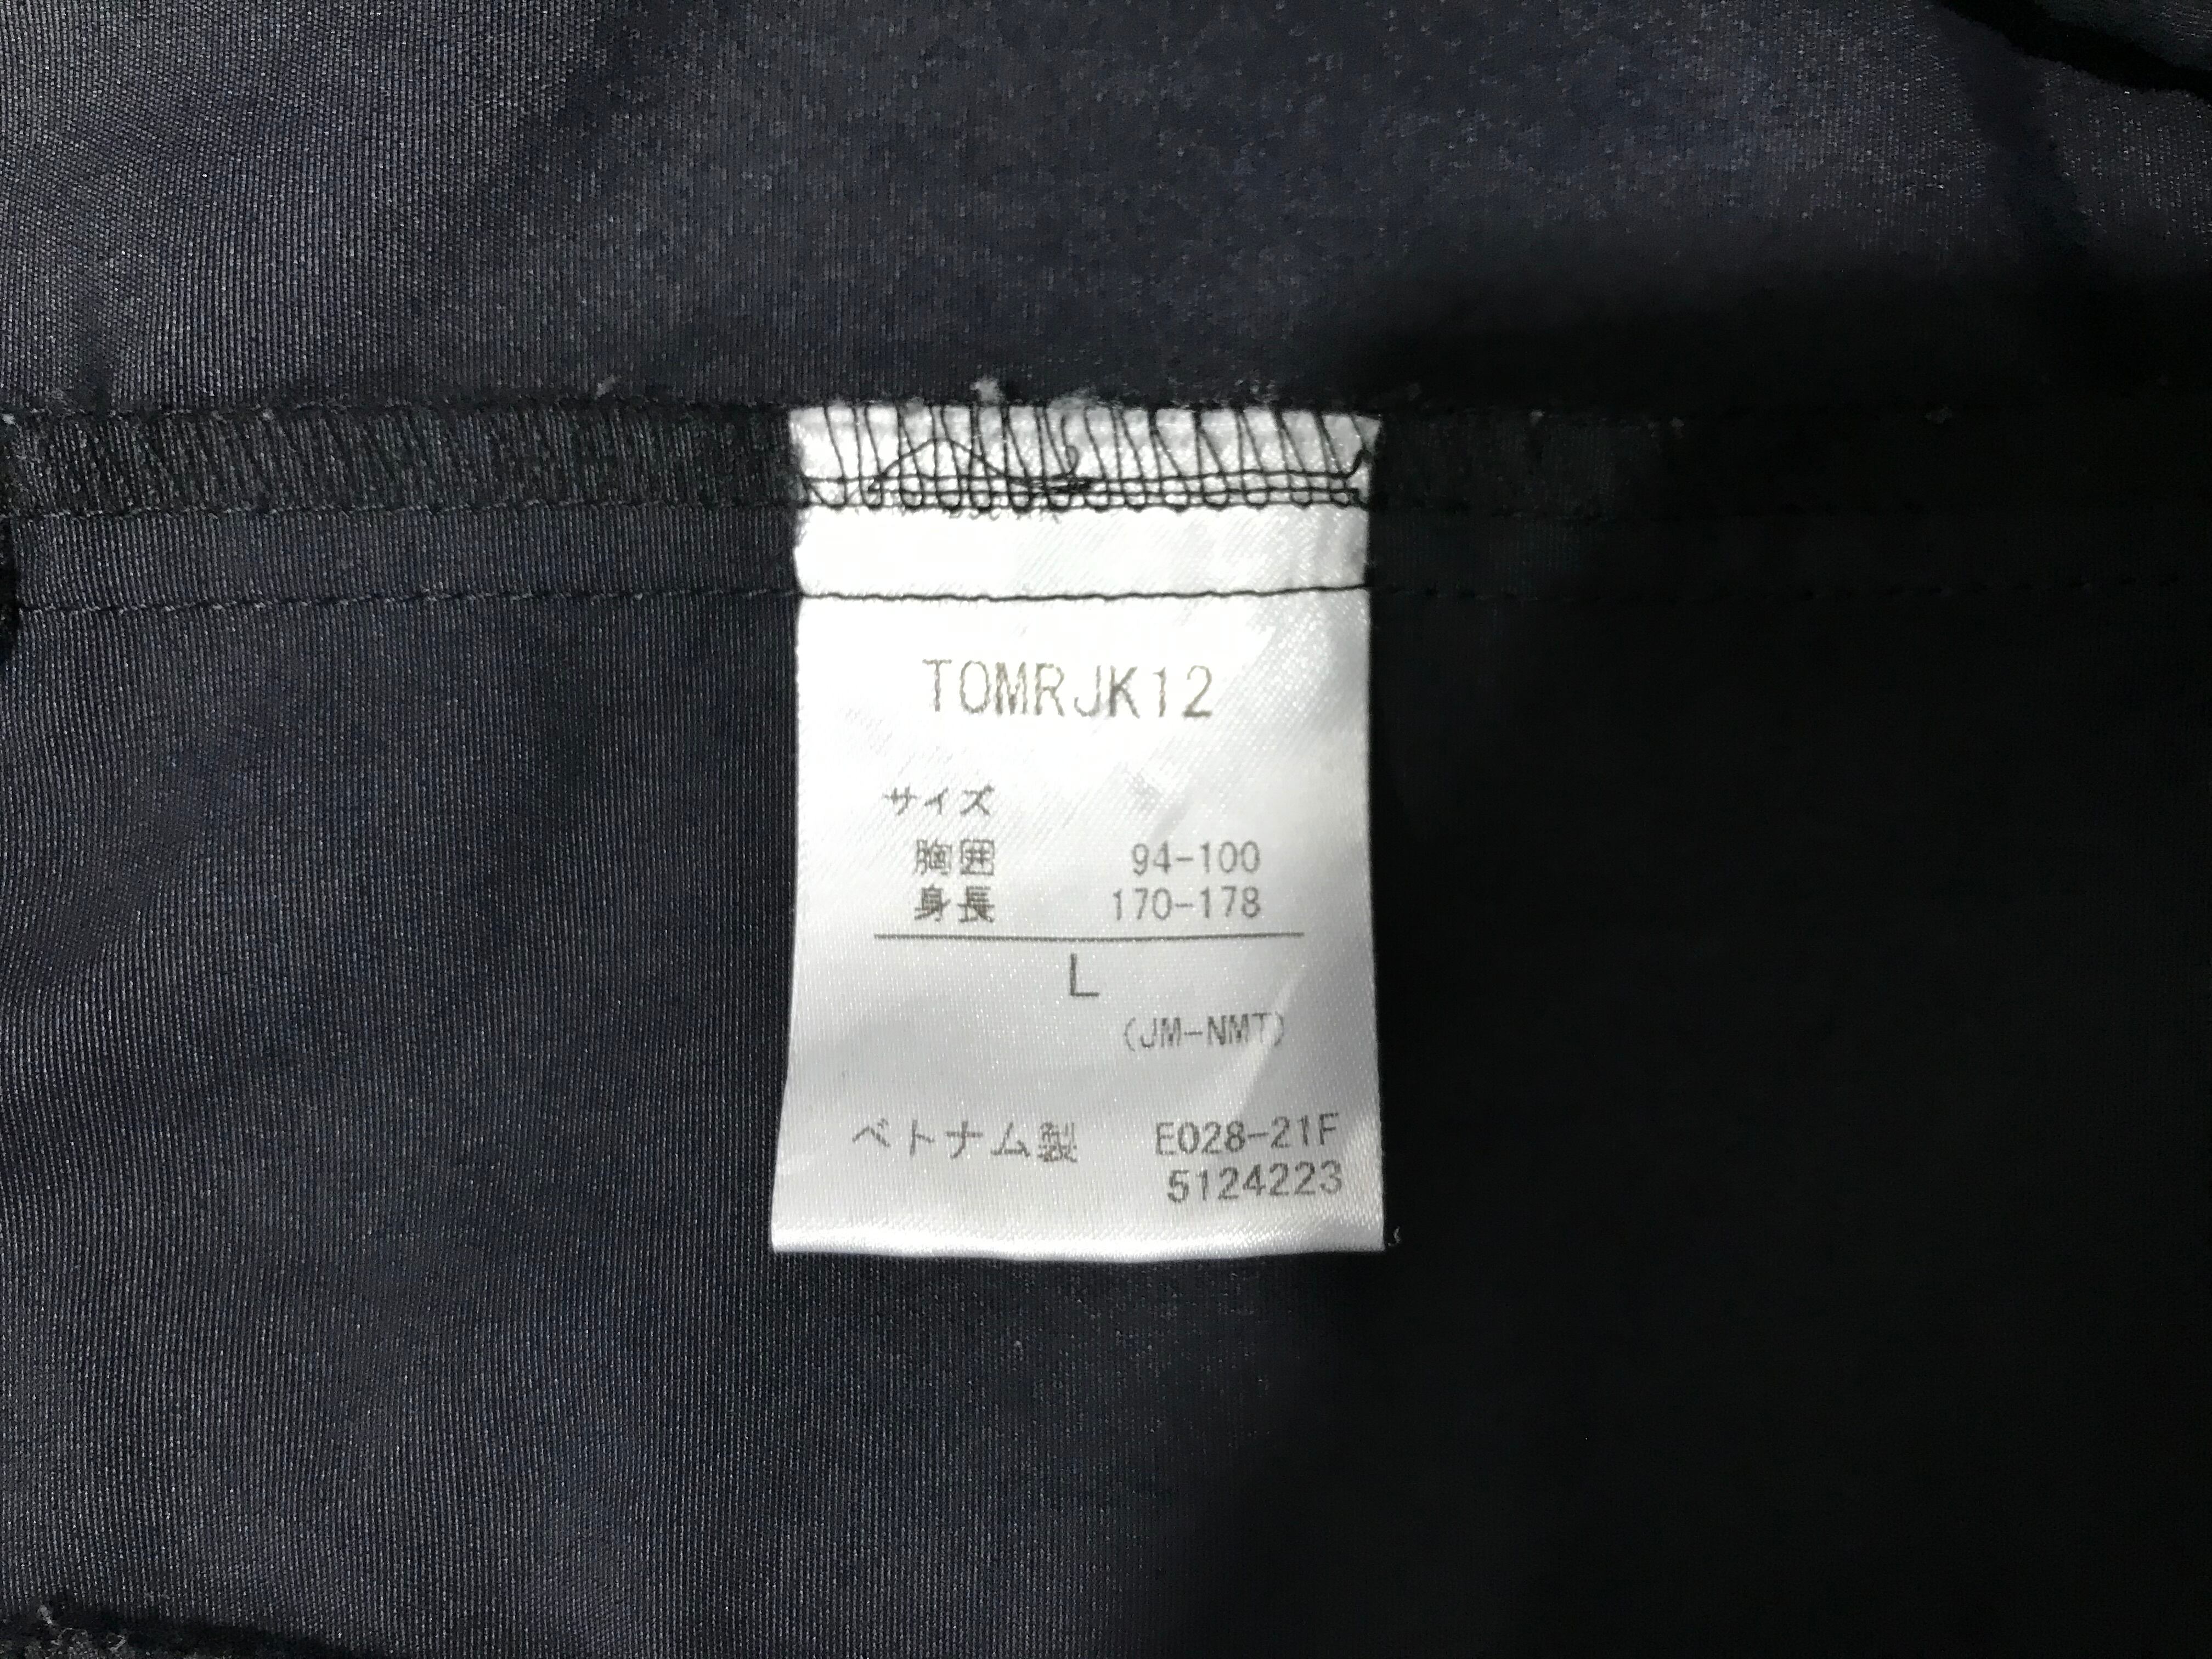 TOMRJK12
サイズ
胸囲 94-100
身長 170-178
L
(JM-NMT)
ベトナム製 E028-21F
5124223